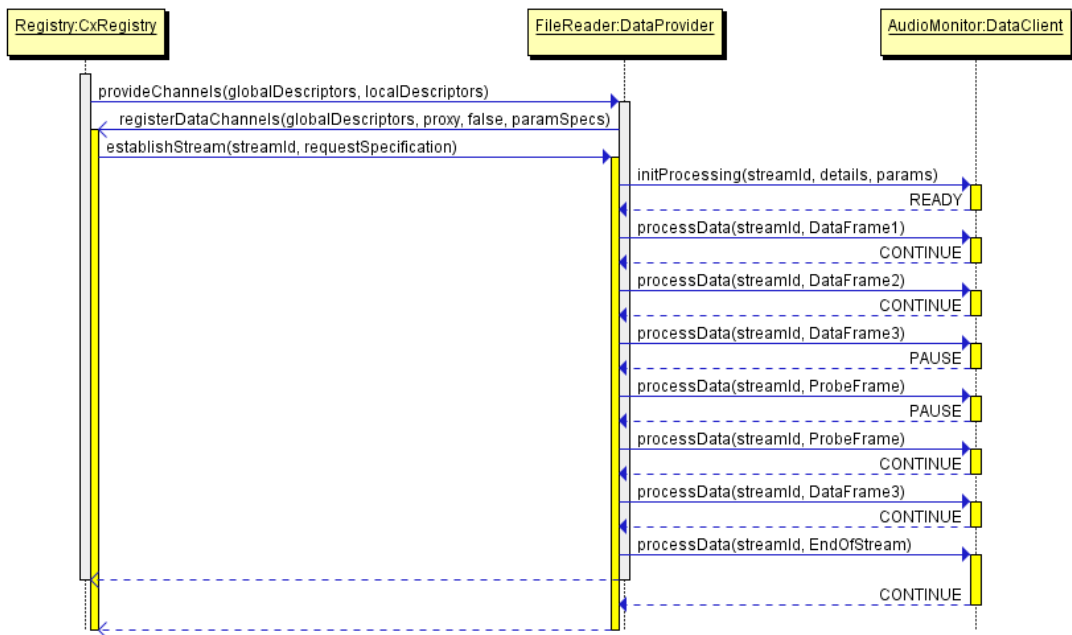 Registry:CxRegistry
FileReader:DataProvider
AudioMonitor:DataClient
provideChannels(globalDescriptors, localDescriptors)
registerDataChannels(globalDescriptors, proxy, false, paramSpecs)
establishStream(streamId, requestSpecification)
initProcessing(streamId, details, params)
READY
processData(streamId, DataFrame1)
CONTINUE
processData(streamId, DataFrame2)
CONTINUE
processData(streamId, DataFrame3)
PAUSE
processData(streamId, ProbeFrame)
PAUSE
processData(streamId, ProbeFrame)
CONTINUE
processData(streamId, DataFrame3)
CONTINUE
processData(streamId, EndOfStream)
CONTINUE